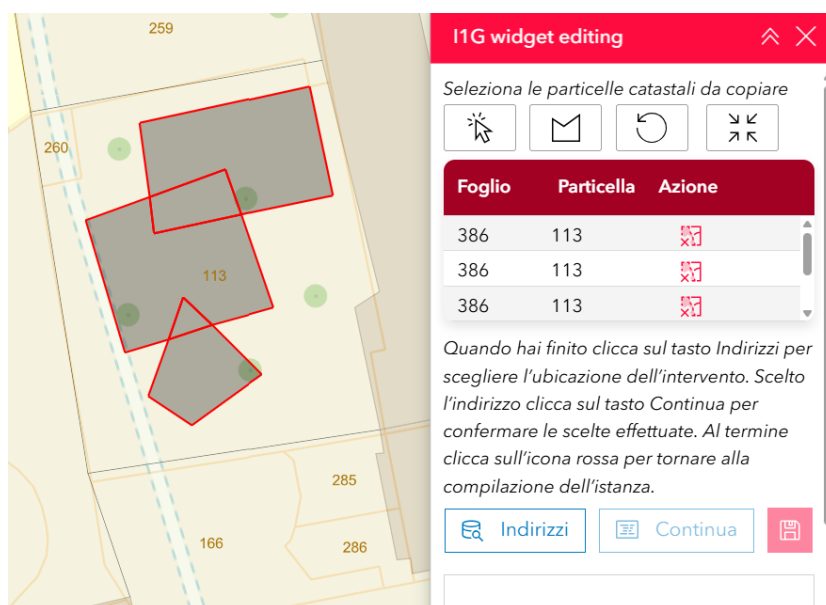 259
260
113
285
166
286
I1G widget editing
Seleziona le particelle catastali da copiare
Foglio Particella Azione
386 113
386 113
386 113
Quando hai finito clicca sul tasto Indirizzi per
scegliere l'ubicazione dell'intervento. Scelto
l'indirizzo clicca sul tasto Continua per
confermare le scelte effettuate. Al termine
clicca sull'icona rossa per tornare alla
compilazione dell'istanza.
Indirizzi Continua